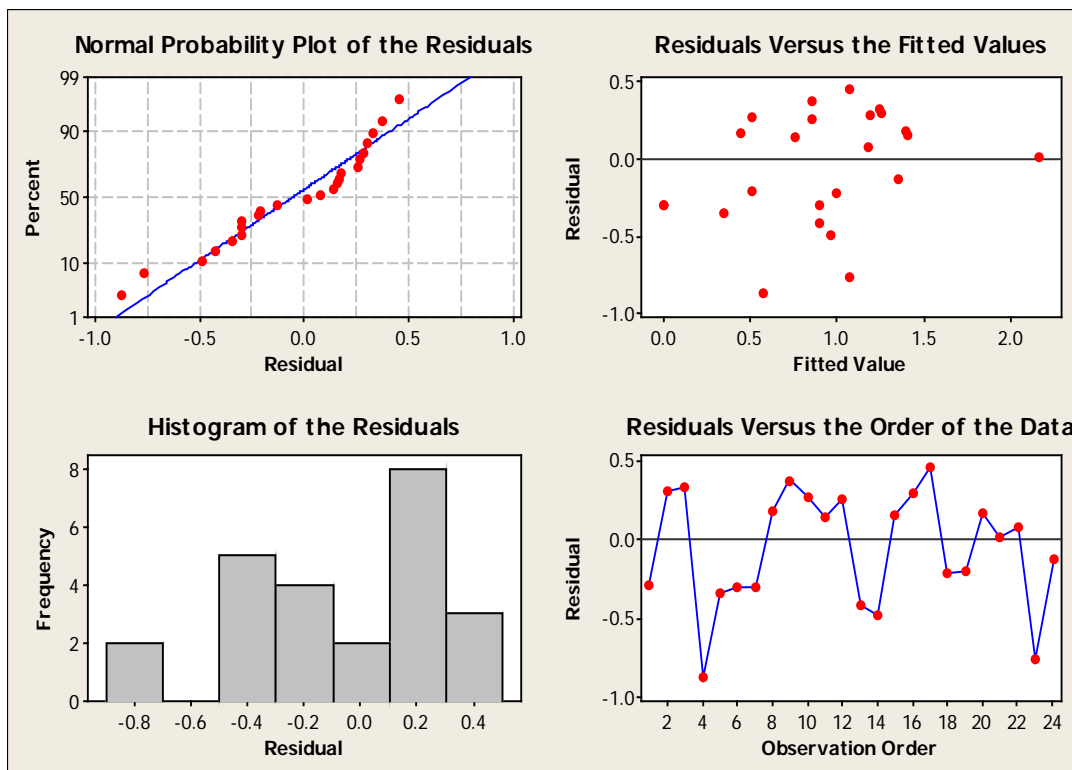 Normal Probability Plot of the Residuals
99
90
50
10
1
Percent
-1.0 -0.5 0.0 0.5 1.0
Residual
Residuals Versus the Fitted Values
0.5
0.0
-0.5
-1.0
Residual
0.0 0.5 1.0 1.5 2.0
Fitted Value
Histogram of the Residuals
8
6
4
2
0
Frequency
-0.8 -0.6 -0.4 -0.2 0.0 0.2 0.4
Residual
Residuals Versus the Order of the Data
0.5
0.0
-0.5
-1.0
Residual
2 4 6 8 10 12 14 16 18 20 22 24
Observation Order